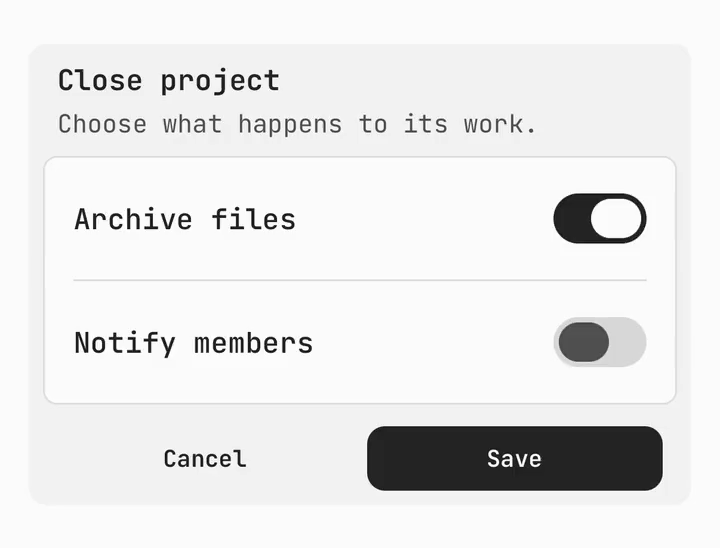 Close project
Choose what happens to its work.
Archive files
Notify members
Cancel
Save